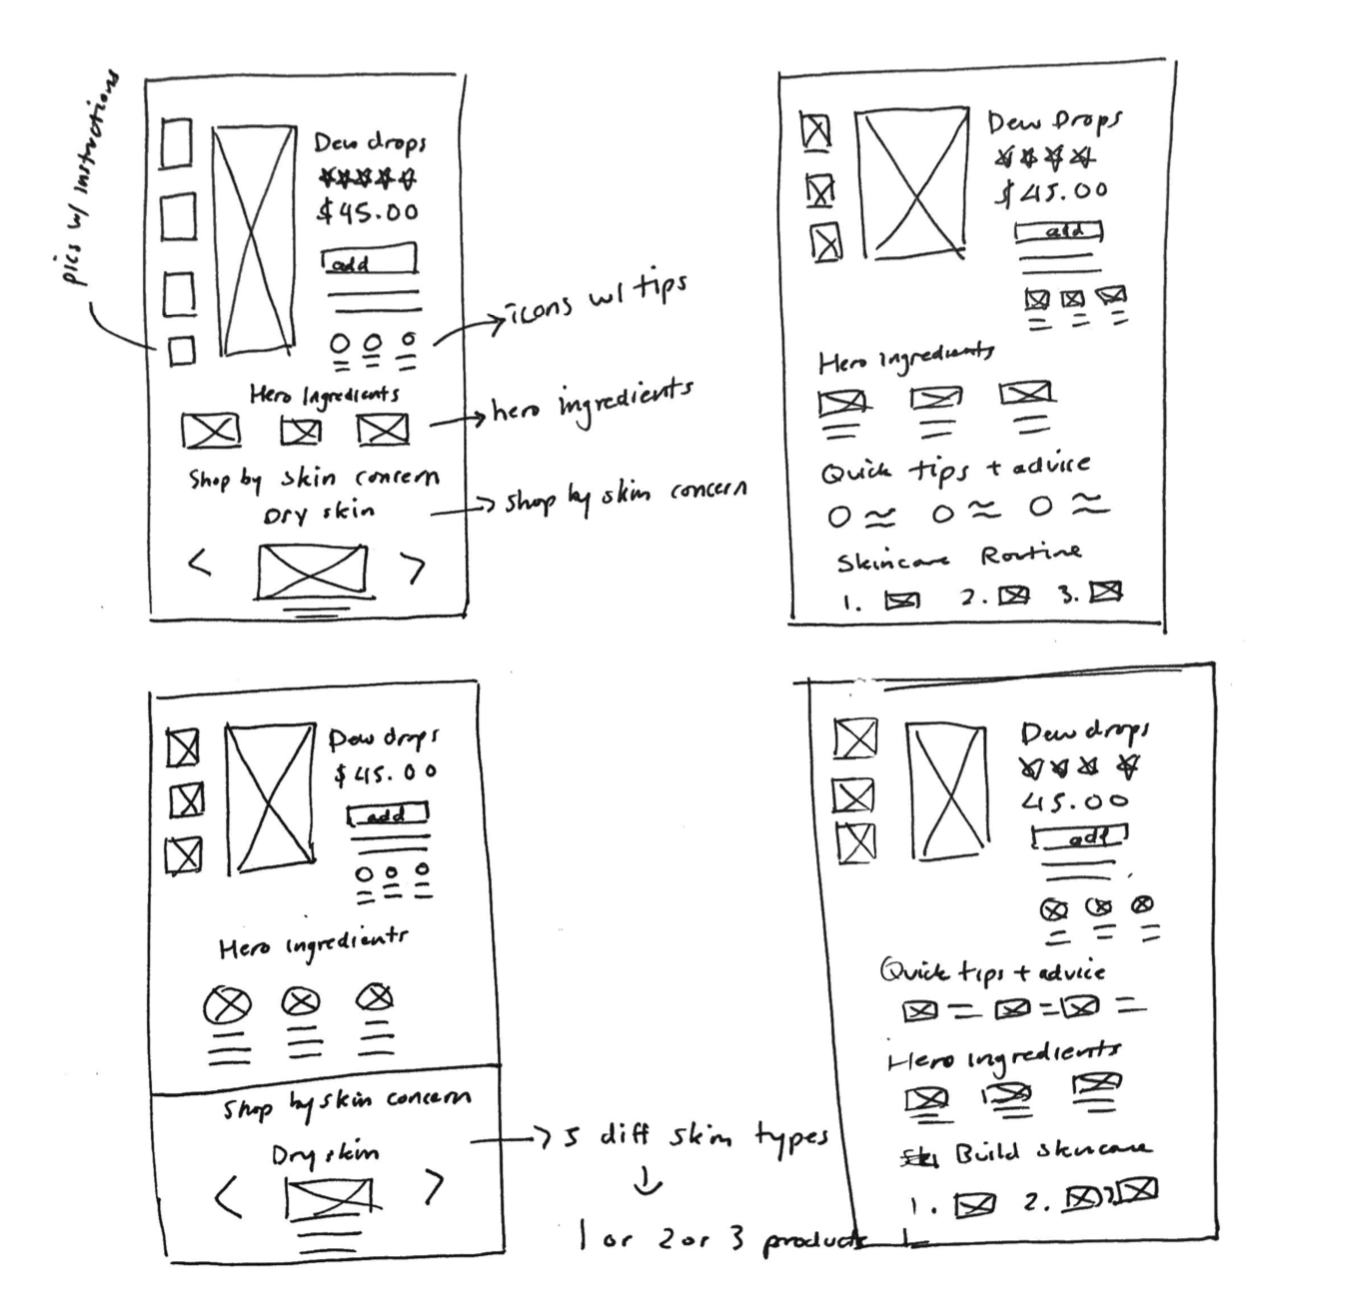 pics w/ instructions
Dew drops
$45.00
add
icons w/ tips
Hero Ingredients
hero ingredients
Shop by skin concern
Dry skin
shop by skin concern
< >
Dew Drops
$45.00
add
Hero ingredients
Quick tips + advice
Skincare Routine
1. 2. 3.
Dew drops
$45.00
add
Hero ingredients
Shop by skin concern
Dry skin
< >
5 diff skin types
1 or 2 or 3 products
Dew drops
45.00
add
Quick tips + advice
Hero ingredients
Build skincare
1. 2. 3